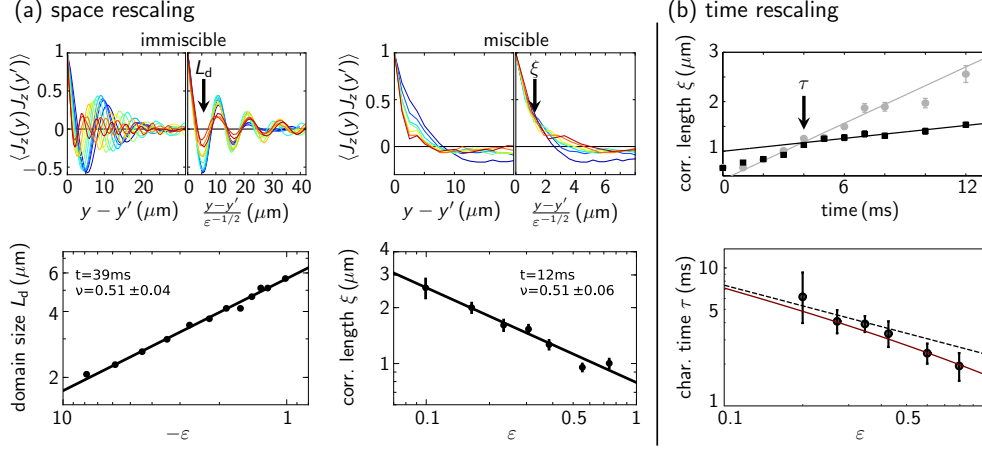 (a) space rescaling
immiscible
⟨J_z(y)J_z(y′)⟩
1
0.5
0
−0.5
L_d
0 10 20 30
0 10 20 30 40
y − y′ (μm)
y−y′ / ε^{-1/2} (μm)
miscible
⟨J_z(y)J_z(y′)⟩
1
0.5
0
ξ
0 10
0 2 4 6 8
y − y′ (μm)
y−y′ / ε^{-1/2} (μm)
domain size L_d (μm)
6
4
2
t=39ms
ν=0.51 ±0.04
10 1
−ε
corr. length ξ (μm)
4
3
2
1
t=12ms
ν=0.51 ±0.06
0.1 0.5 1
ε
(b) time rescaling
corr. length ξ (μm)
3
2
1
τ
0 6 12
time (ms)
char. time τ (ms)
10
5
1
0.1 0.5
ε